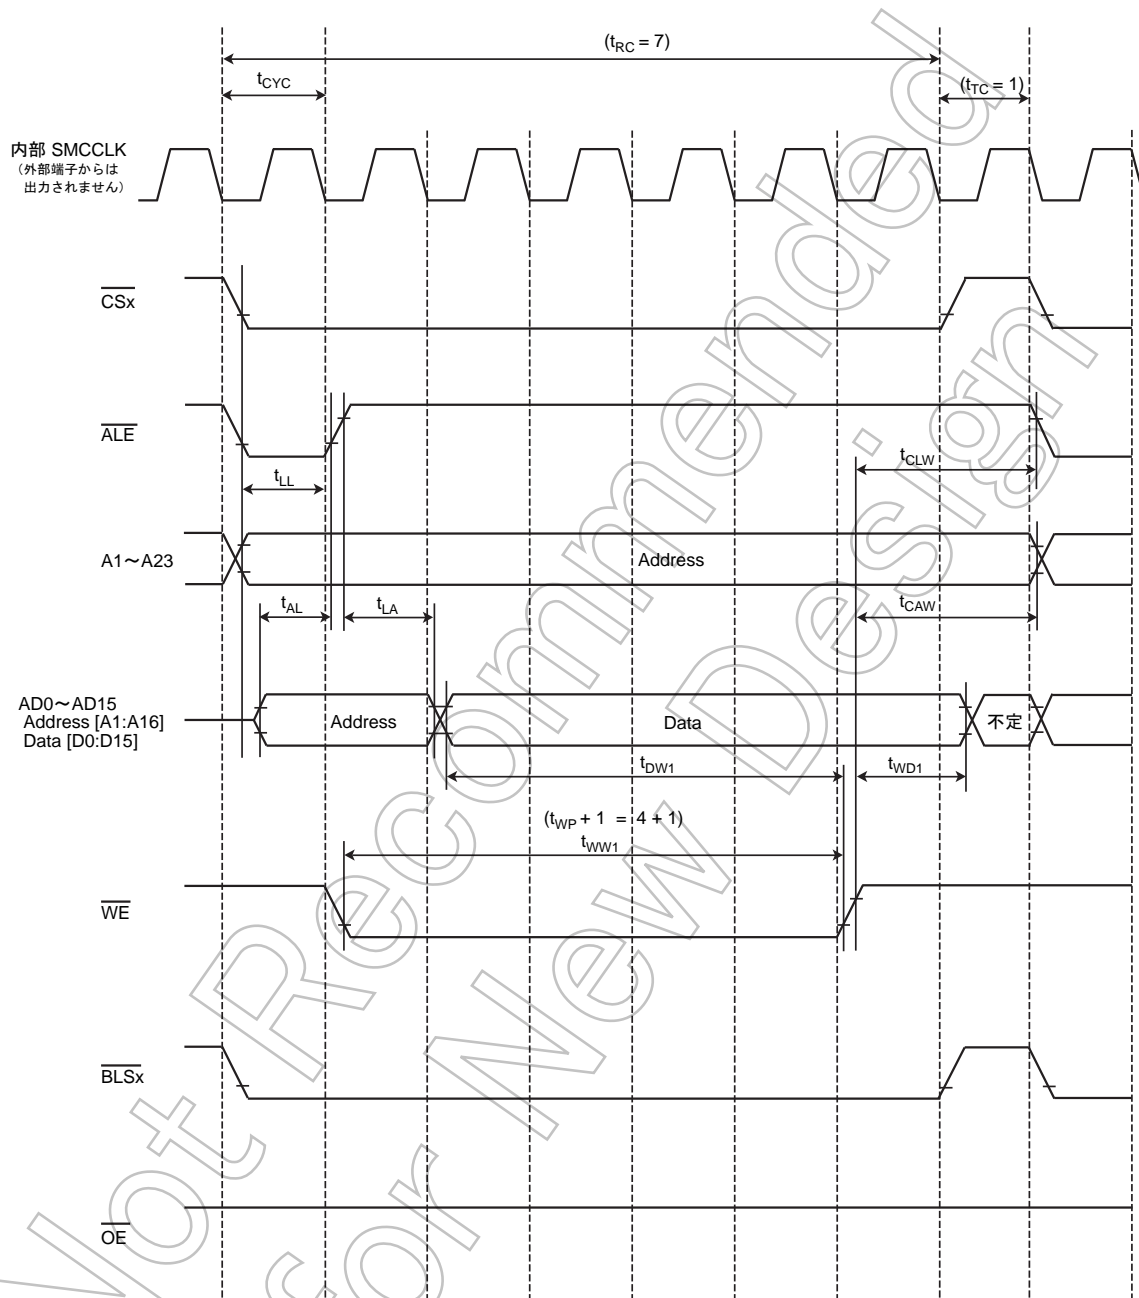 (tRC = 7)
tCYC
(tTC = 1)
内部 SMCCLK
（外部端子からは
出力されません）
CSx
ALE
tCLW
tLL
A1～A23
Address
tAL
tLA
tCAW
AD0～AD15
Address [A1:A16]
Data [D0:D15]
Address
Data
不定
tDW1
tWD1
(tWP + 1 = 4 + 1)
tWW1
WE
BLSx
OE
Not Recommended
for New Design